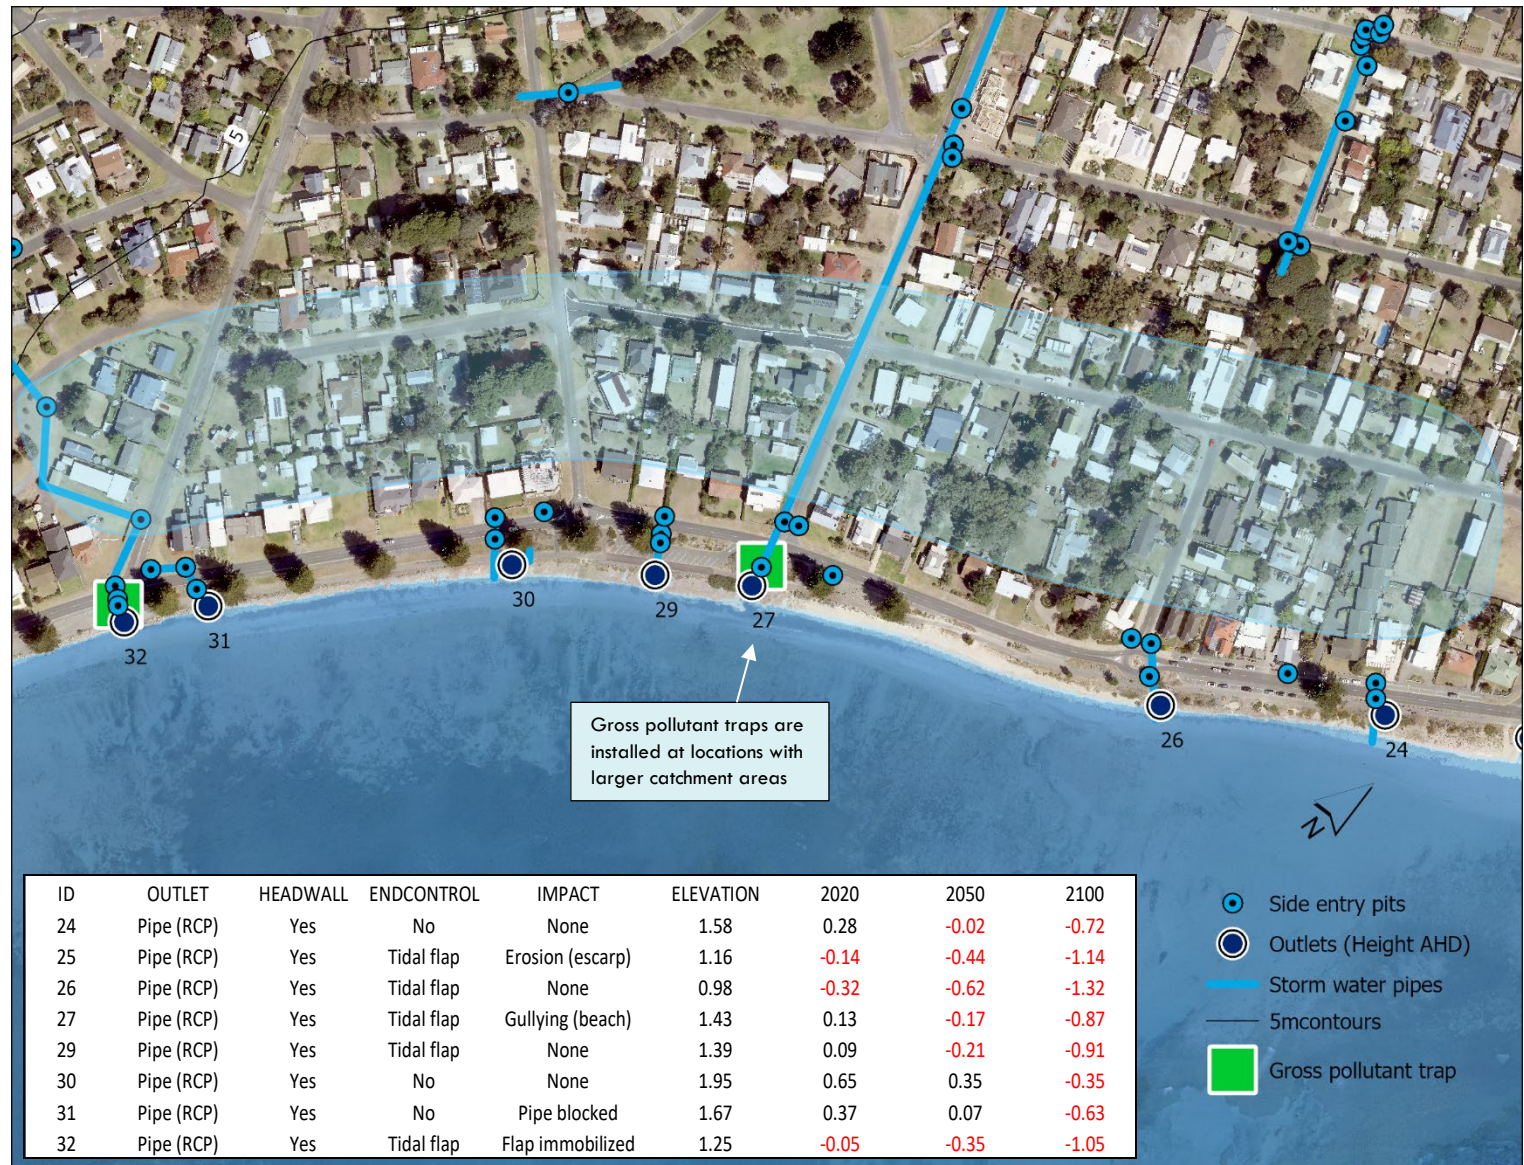 5
30
29
27
31
32
26
24
Gross pollutant traps are
installed at locations with
larger catchment areas
N
ID OUTLET HEADWALL ENDCONTROL IMPACT ELEVATION 2020 2050 2100
24 Pipe (RCP) Yes No None 1.58 0.28 -0.02 -0.72
25 Pipe (RCP) Yes Tidal flap Erosion (escarp) 1.16 -0.14 -0.44 -1.14
26 Pipe (RCP) Yes Tidal flap None 0.98 -0.32 -0.62 -1.32
27 Pipe (RCP) Yes Tidal flap Gullying (beach) 1.43 0.13 -0.17 -0.87
29 Pipe (RCP) Yes Tidal flap None 1.39 0.09 -0.21 -0.91
30 Pipe (RCP) Yes No None 1.95 0.65 0.35 -0.35
31 Pipe (RCP) Yes No Pipe blocked 1.67 0.37 0.07 -0.63
32 Pipe (RCP) Yes Tidal flap Flap immobilized 1.25 -0.05 -0.35 -1.05
Side entry pits
Outlets (Height AHD)
Storm water pipes
5mcontours
Gross pollutant trap